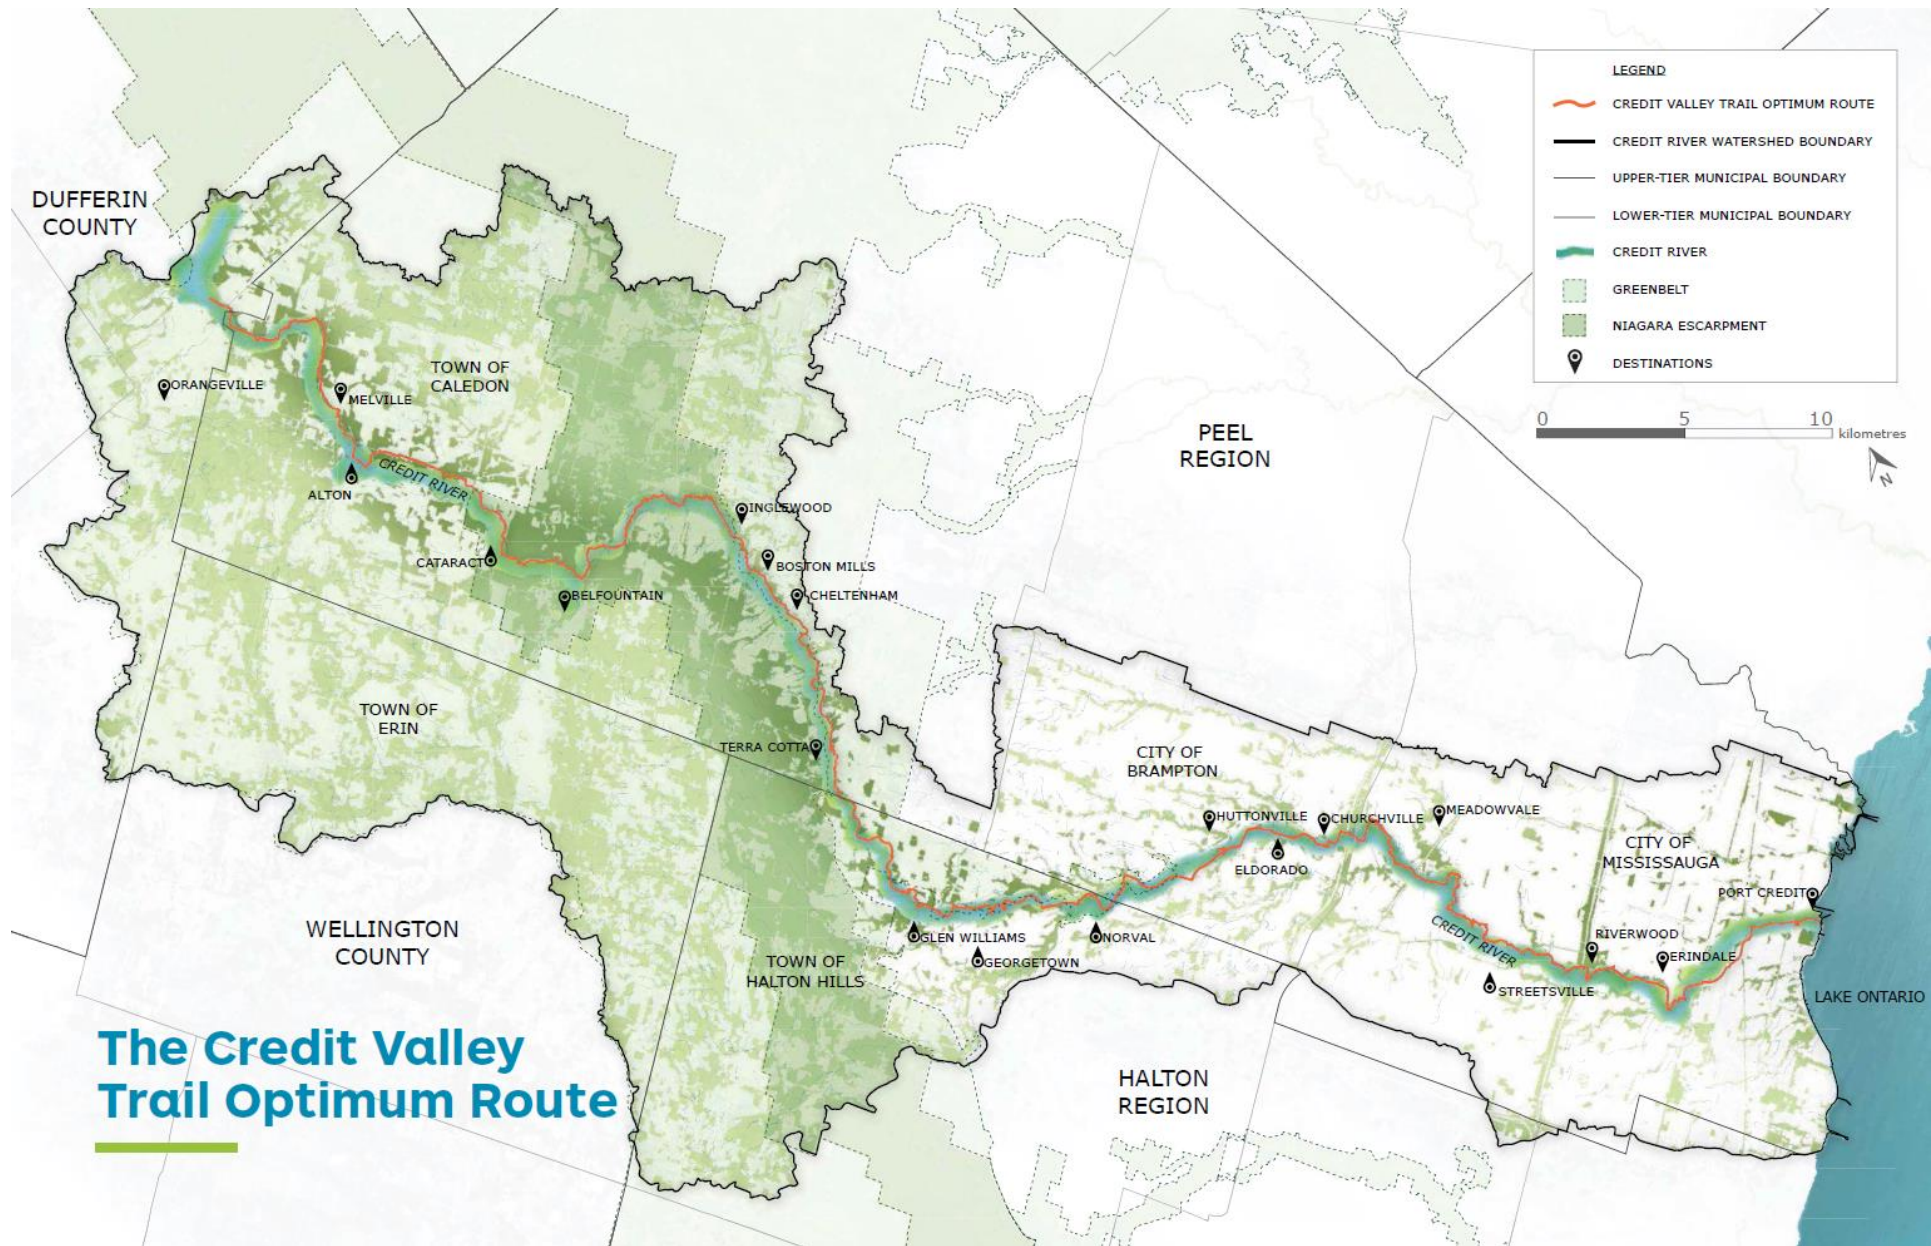 LEGEND
CREDIT VALLEY TRAIL OPTIMUM ROUTE
CREDIT RIVER WATERSHED BOUNDARY
UPPER-TIER MUNICIPAL BOUNDARY
LOWER-TIER MUNICIPAL BOUNDARY
CREDIT RIVER
GREENBELT
NIAGARA ESCARPMENT
DESTINATIONS
0 5 10
kilometres
N
DUFFERIN
COUNTY
ORANGEVILLE
MELVILLE
TOWN OF
CALEDON
ALTON
CREDIT RIVER
CATARACT
BELFOUNTAIN
INGLEWOOD
BOSTON MILLS
CHELTENHAM
PEEL
REGION
TOWN OF
ERIN
TERRA COTTA
CITY OF
BRAMPTON
HUTTONVILLE
CHURCHVILLE
MEADOWVALE
ELDORADO
CITY OF
MISSISSAUGA
PORT CREDIT
WELLINGTON
COUNTY
GLEN WILLIAMS
GEORGETOWN
NORVAL
CREDIT RIVER
RIVERWOOD
ERINDALE
STREETSVILLE
TOWN OF
HALTON HILLS
LAKE ONTARIO
HALTON
REGION
The Credit Valley
Trail Optimum Route